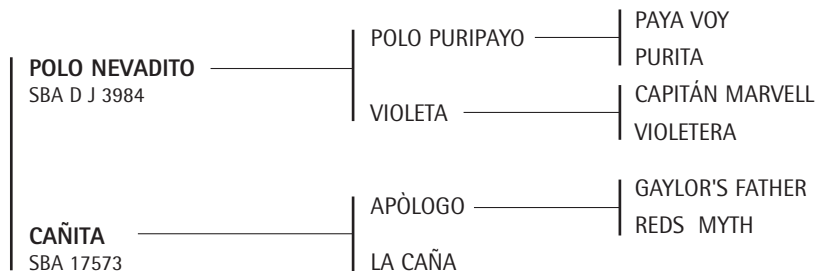 POLO NEVADITO
SBA D J 3984
POLO PURIPAYO
PAYA VOY
PURITA
VIOLETA
CAPITÁN MARVELL
VIOLETERA
CAÑITA
SBA 17573
APÒLOGO
GAYLOR'S FATHER
REDS MYTH
LA CAÑA